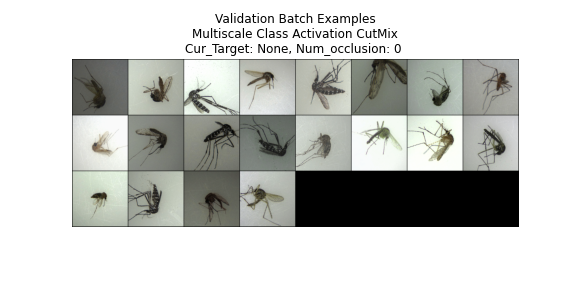 Validation Batch Examples
Multiscale Class Activation CutMix
Cur_Target: None, Num_occlusion: 0